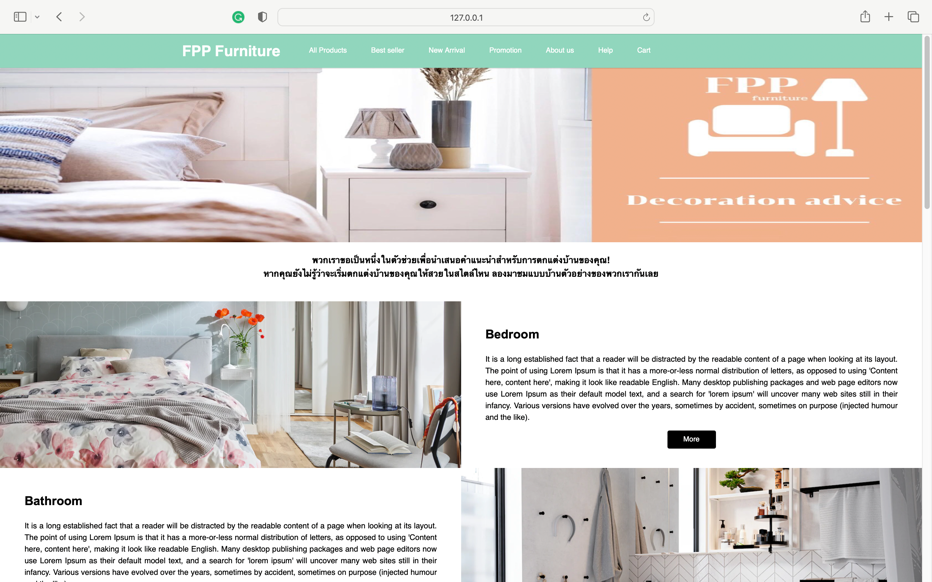 127.0.0.1
FPP Furniture
All Products
Best seller
New Arrival
Promotion
About us
Help
Cart
FPP
furniture
Decoration advice
พวกเราขอเป็นหนึ่งในตัวช่วยเพื่อนำเสนอคำแนะนำสำหรับการตกแต่งบ้านของคุณ!
หากคุณยังไม่รู้ว่าจะเริ่มตกแต่งบ้านของคุณให้สวยในสไตล์ไหน ลองมาชมแบบบ้านตัวอย่างของพวกเรากันเลย
Bedroom
It is a long established fact that a reader will be distracted by the readable content of a page when looking at its layout.
The point of using Lorem Ipsum is that it has a more-or-less normal distribution of letters, as opposed to using 'Content
here, content here', making it look like readable English. Many desktop publishing packages and web page editors now
use Lorem Ipsum as their default model text, and a search for 'lorem ipsum' will uncover many web sites still in their
infancy. Various versions have evolved over the years, sometimes by accident, sometimes on purpose (injected humour
and the like).
More
Bathroom
It is a long established fact that a reader will be distracted by the readable content of a page when looking at its layout.
The point of using Lorem Ipsum is that it has a more-or-less normal distribution of letters, as opposed to using 'Content
here, content here', making it look like readable English. Many desktop publishing packages and web page editors now
use Lorem Ipsum as their default model text, and a search for 'lorem ipsum' will uncover many web sites still in their
infancy. Various versions have evolved over the years, sometimes by accident, sometimes on purpose (injected humour